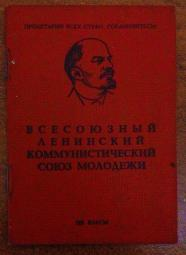 ПРОЛЕТАРИИ ВСЕХ СТРАН, СОЕДИНЯЙТЕСЬ!
ВСЕСОЮЗНЫЙ
ЛЕНИНСКИЙ
КОММУНИСТИЧЕСКИЙ
СОЮЗ МОЛОДЕЖИ